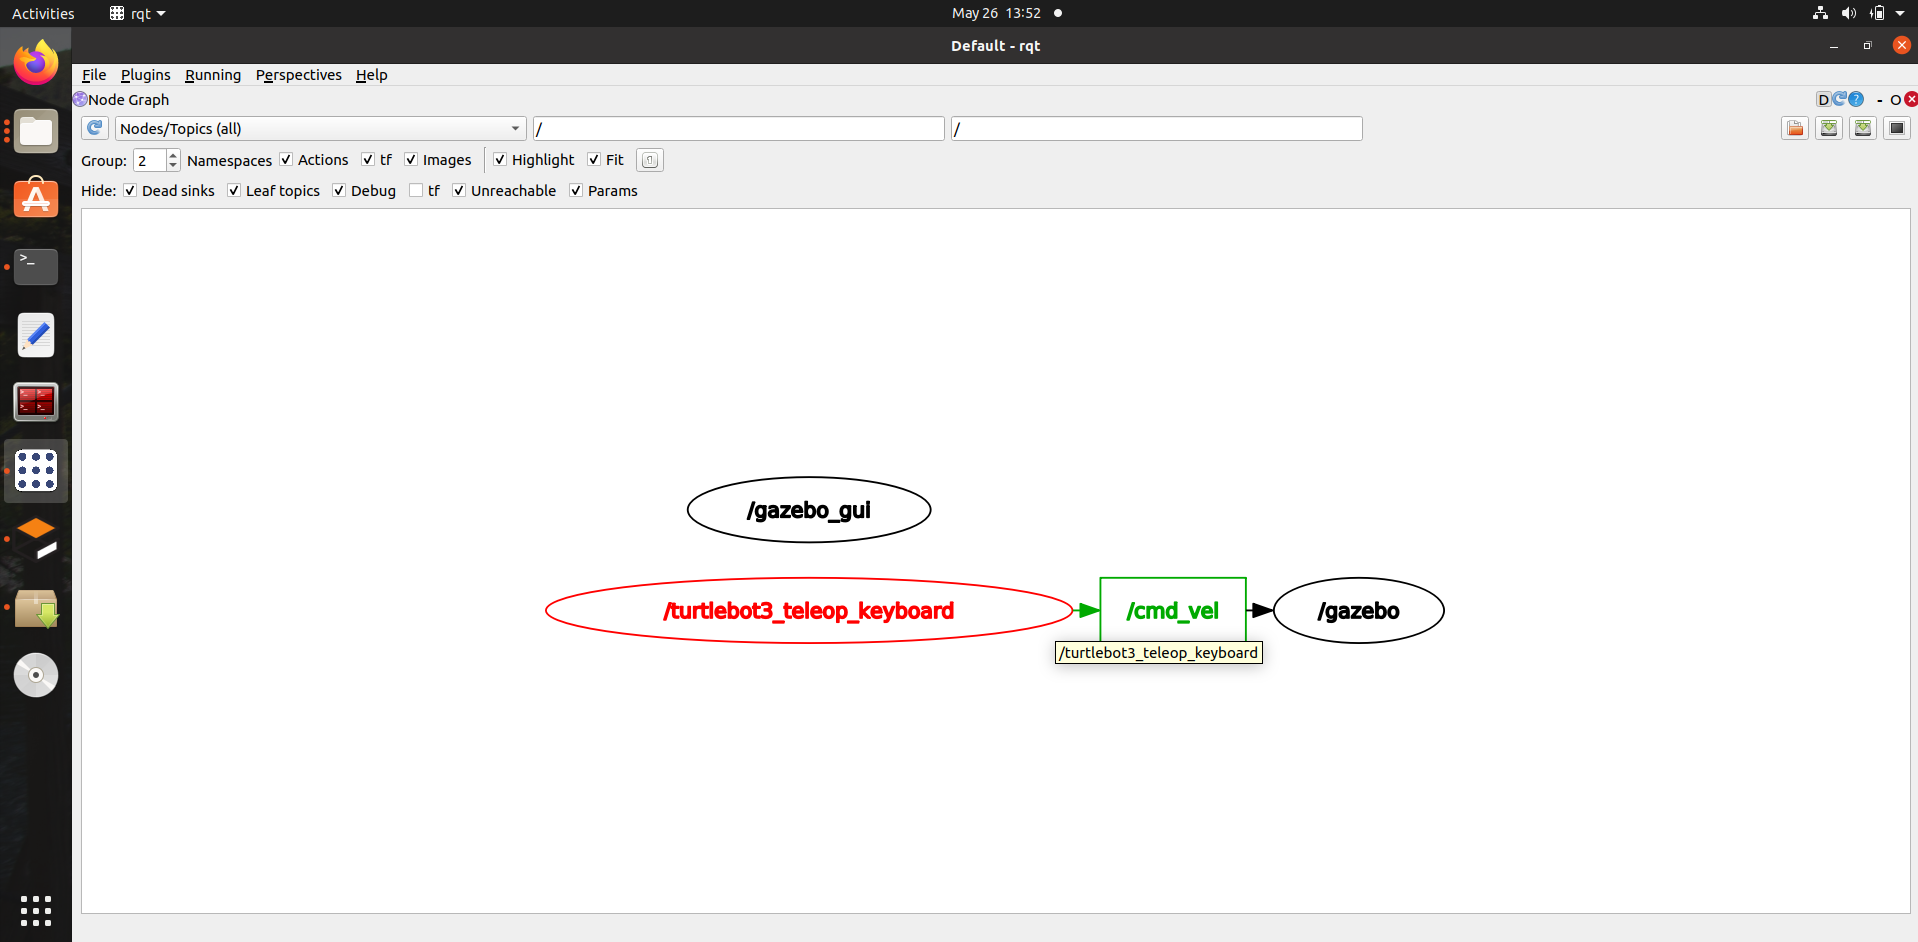 Activities rqt May 26 13:52
Default - rqt
File Plugins Running Perspectives Help
Node Graph D ? - O
Nodes/Topics (all) / /
Group: 2 Namespaces Actions tf Images Highlight Fit
Hide: Dead sinks Leaf topics Debug tf Unreachable Params
/gazebo_gui
/turtlebot3_teleop_keyboard /cmd_vel /gazebo
/turtlebot3_teleop_keyboard